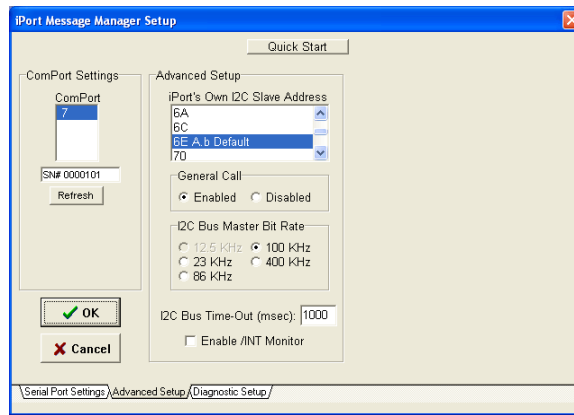 iPort Message Manager Setup
Quick Start
ComPort Settings
ComPort
7
SN# 0000101
Refresh
OK
Cancel
Advanced Setup
iPort's Own I2C Slave Address
6A
6C
6E A.b Default
70
General Call
Enabled Disabled
I2C Bus Master Bit Rate
12.5 KHz 100 KHz
23 KHz 400 KHz
86 KHz
I2C Bus Time-Out (msec): 1000
Enable /INT Monitor
Serial Port Settings Advanced Setup Diagnostic Setup